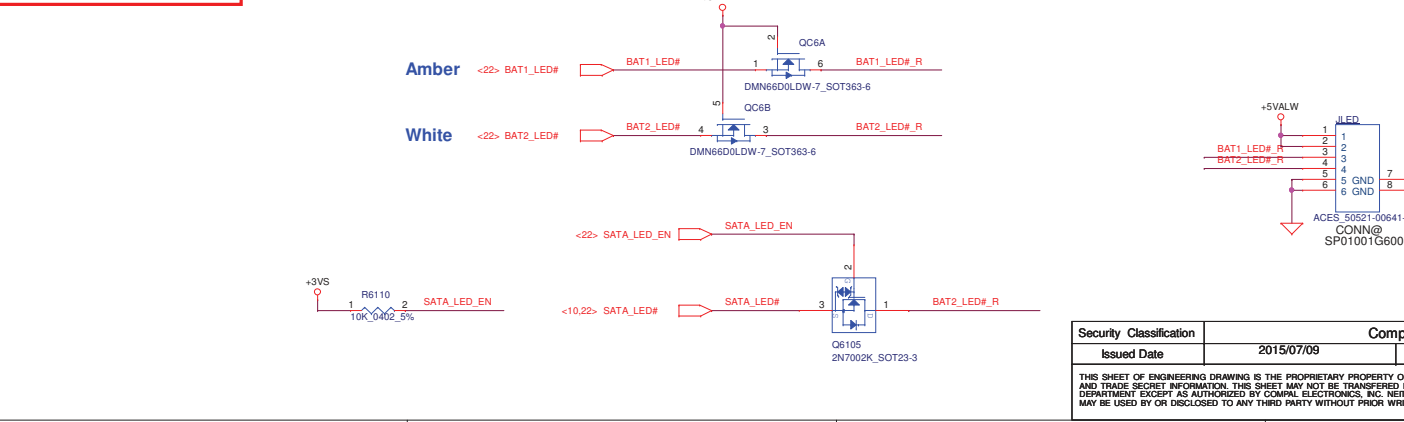 2
QC6A
Amber <22> BAT1_LED# BAT1_LED# 1 6 BAT1_LED#_R
DMN66D0LDW-7_SOT363-6
5
QC6B
White <22> BAT2_LED# BAT2_LED# 4 3 BAT2_LED#_R
DMN66D0LDW-7_SOT363-6
+5VALW
JLED
1 1
2 2
BAT1_LED#_R 3 3
BAT2_LED#_R 4 4
5 5 GND 7
6 6 GND 8
ACES_50521-00641-
CONN@
SP01001G600
<22> SATA_LED_EN SATA_LED_EN
2
G
+3VS
R6110
1 2 SATA_LED_EN
10K_0402_5%
<10,22> SATA_LED# SATA_LED# 3 1 BAT2_LED#_R
S D
Q6105
2N7002K_SOT23-3
Security Classification Comp
Issued Date 2015/07/09
THIS SHEET OF ENGINEERING DRAWING IS THE PROPRIETARY PROPERTY O
AND TRADE SECRET INFORMATION. THIS SHEET MAY NOT BE TRANSFERED
DEPARTMENT EXCEPT AS AUTHORIZED BY COMPAL ELECTRONICS, INC. NEI
MAY BE USED BY OR DISCLOSED TO ANY THIRD PARTY WITHOUT PRIOR WRI